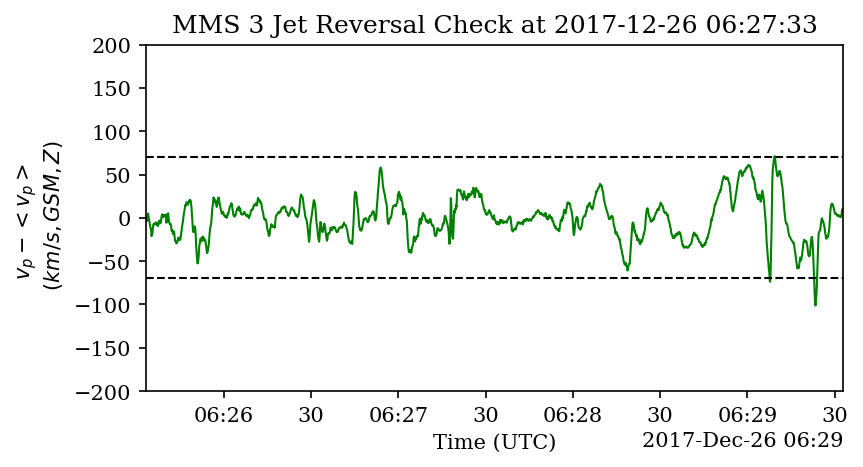 MMS 3 Jet Reversal Check at 2017-12-26 06:27:33
v_p - < v_p >
(km/s, GSM, Z)
200
150
100
50
0
−50
−100
−150
−200
06:26 30 06:27 30 06:28 30 06:29 30
Time (UTC) 2017-Dec-26 06:29